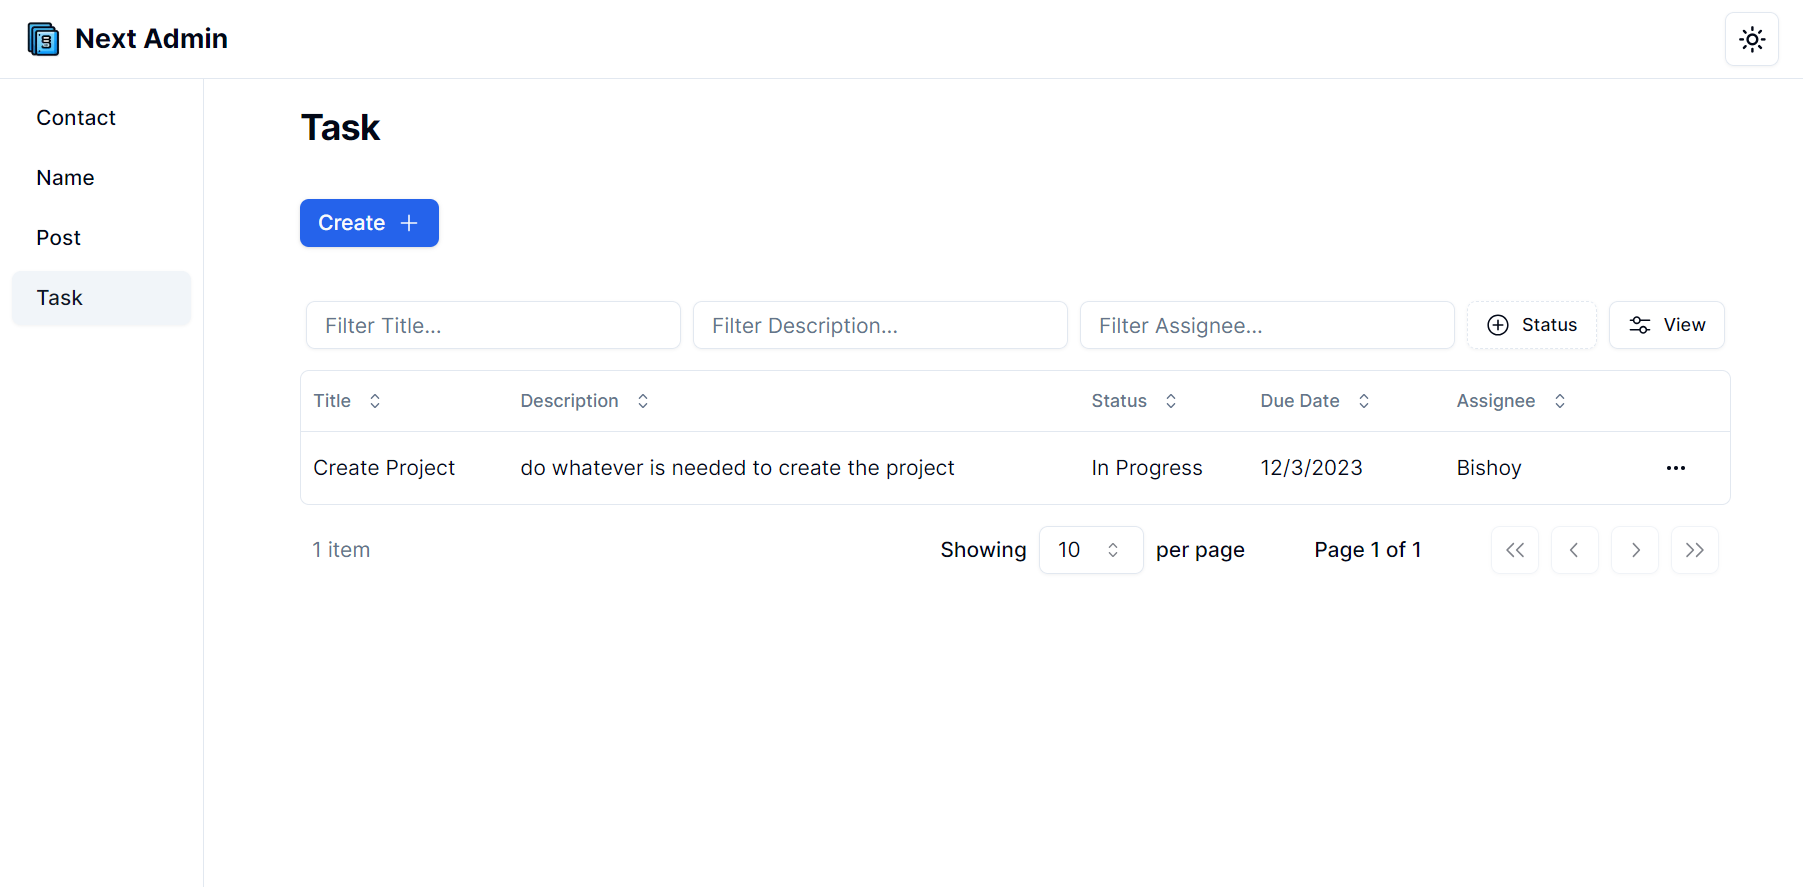 Next Admin
Contact
Name
Post
Task
Task
Create
Filter Title...
Filter Description...
Filter Assignee...
Status
View
Title Description Status Due Date Assignee
Create Project do whatever is needed to create the project In Progress 12/3/2023 Bishoy
1 item Showing 10 per page Page 1 of 1